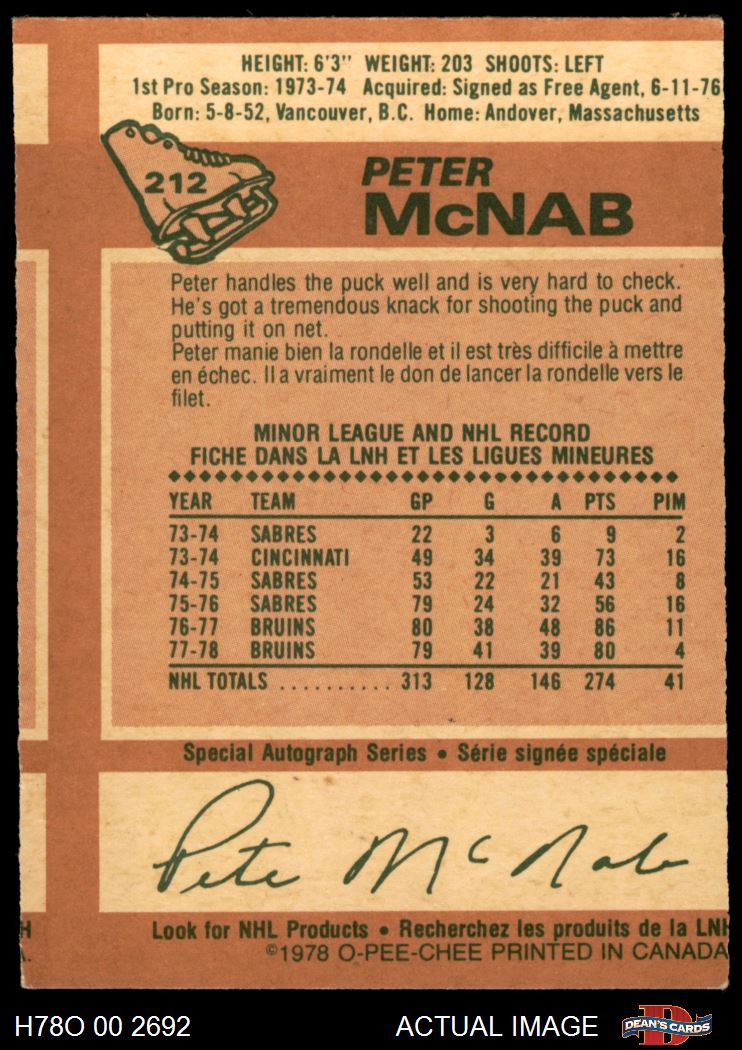 HEIGHT: 6'3" WEIGHT: 203 SHOOTS: LEFT
1st Pro Season: 1973-74 Acquired: Signed as Free Agent, 6-11-76
Born: 5-8-52, Vancouver, B.C. Home: Andover, Massachusetts
212
PETER
McNAB
Peter handles the puck well and is very hard to check.
He's got a tremendous knack for shooting the puck and
putting it on net.
Peter manie bien la rondelle et il est très difficile à mettre
en échec. Il a vraiment le don de lancer la rondelle vers le
filet.
MINOR LEAGUE AND NHL RECORD
FICHE DANS LA LNH ET LES LIGUES MINEURES
YEAR TEAM GP G A PTS PIM
73-74 SABRES 22 3 6 9 2
73-74 CINCINNATI 49 34 39 73 16
74-75 SABRES 53 22 21 43 8
75-76 SABRES 79 24 32 56 16
76-77 BRUINS 80 38 48 86 11
77-78 BRUINS 79 41 39 80 4
NHL TOTALS .......... 313 128 146 274 41
Special Autograph Series • Série signée spéciale
Pete McNab
H Look for NHL Products • Recherchez les produits de la LNH
A. ©1978 O-PEE-CHEE PRINTED IN CANADA
H78O 00 2692 ACTUAL IMAGE D DEAN'S CARDS